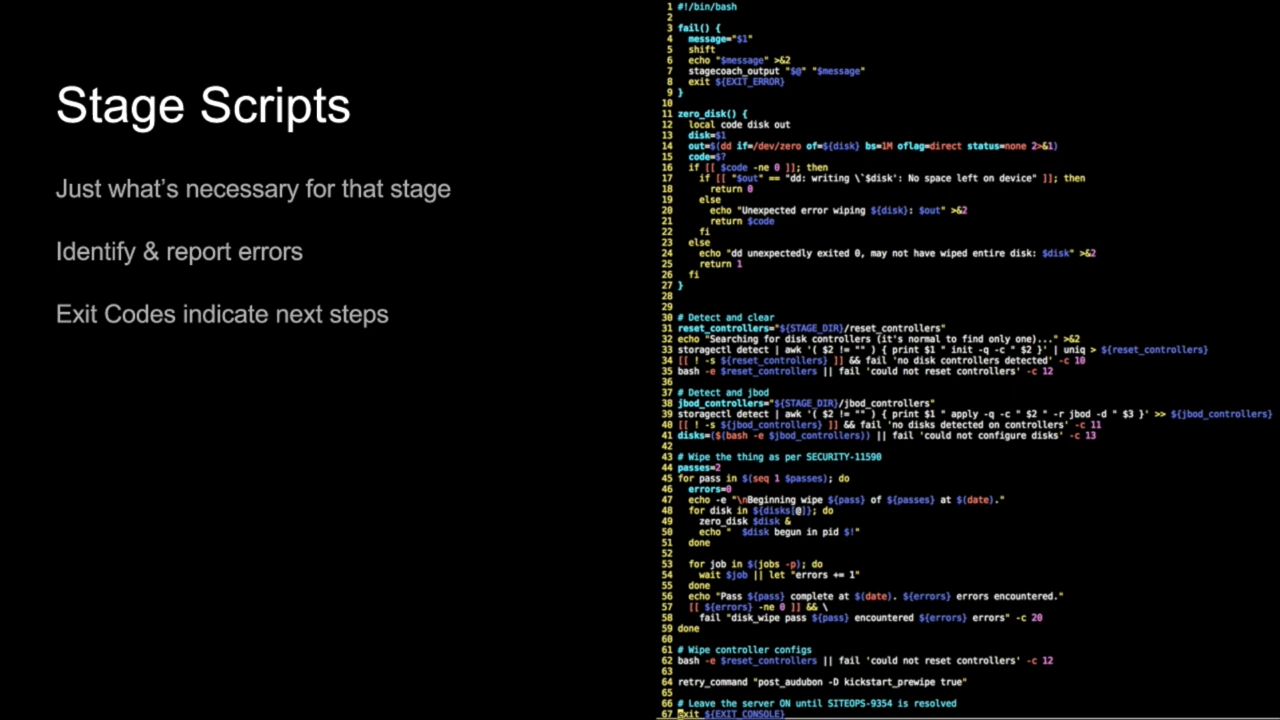 Stage Scripts
Just what's necessary for that stage
Identify & report errors
Exit Codes indicate next steps
1 #!/bin/bash
2
3 fail() {
4   message="$1"
5   shift
6   echo "$message" >&2
7   stagecoach_output "$@" "$message"
8   exit ${EXIT_ERROR}
9 }
10
11 zero_disk() {
12   local code disk out
13   disk=$1
14   out=$(dd if=/dev/zero of=${disk} bs=1M oflag=direct status=none 2>&1)
15   code=$?
16   if [[ $code -ne 0 ]]; then
17     if [[ "$out" == "dd: writing \`$disk': No space left on device" ]]; then
18       return 0
19     else
20       echo "Unexpected error wiping ${disk}: $out" >&2
21       return $code
22     fi
23   else
24     echo "dd unexpectedly exited 0, may not have wiped entire disk: $disk" >&2
25     return 1
26   fi
27 }
28
29
30 # Detect and clear
31 reset_controllers="${STAGE_DIR}/reset_controllers"
32 echo "Searching for disk controllers (it's normal to find only one)..." >&2
33 storagectl detect | awk '( $2 != "" ) { print $1 " init -q -c " $2 }' | uniq > ${reset_controllers}
34 [[ ! -s ${reset_controllers} ]] && fail 'no disk controllers detected' -c 10
35 bash -e $reset_controllers || fail 'could not reset controllers' -c 12
36
37 # Detect and jbod
38 jbod_controllers="${STAGE_DIR}/jbod_controllers"
39 storagectl detect | awk '( $2 != "" ) { print $1 " apply -q -c " $2 " -r jbod -d " $3 }' >> ${jbod_controllers}
40 [[ ! -s ${jbod_controllers} ]] && fail 'no disks detected on controllers' -c 11
41 disks=($(bash -e $jbod_controllers)) || fail 'could not configure disks' -c 13
42
43 # Wipe the thing as per SECURITY-11590
44 passes=2
45 for pass in $(seq 1 $passes); do
46   errors=0
47   echo -e "\nBeginning wipe ${pass} of ${passes} at $(date)."
48   for disk in ${disks[@]}; do
49     zero_disk $disk &
50     echo "  $disk begun in pid $!"
51   done
52
53   for job in $(jobs -p); do
54     wait $job || let "errors += 1"
55   done
56   echo "Pass ${pass} complete at $(date). ${errors} errors encountered."
57   [[ ${errors} -ne 0 ]] && \
58     fail "disk_wipe pass ${pass} encountered ${errors} errors" -c 20
59 done
60
61 # Wipe controller configs
62 bash -e $reset_controllers || fail 'could not reset controllers' -c 12
63
64 retry_command "post_audubon -D kickstart_prewipe true"
65
66 # Leave the server ON until SITEOPS-9354 is resolved
67 exit ${EXIT_CONSOLE}